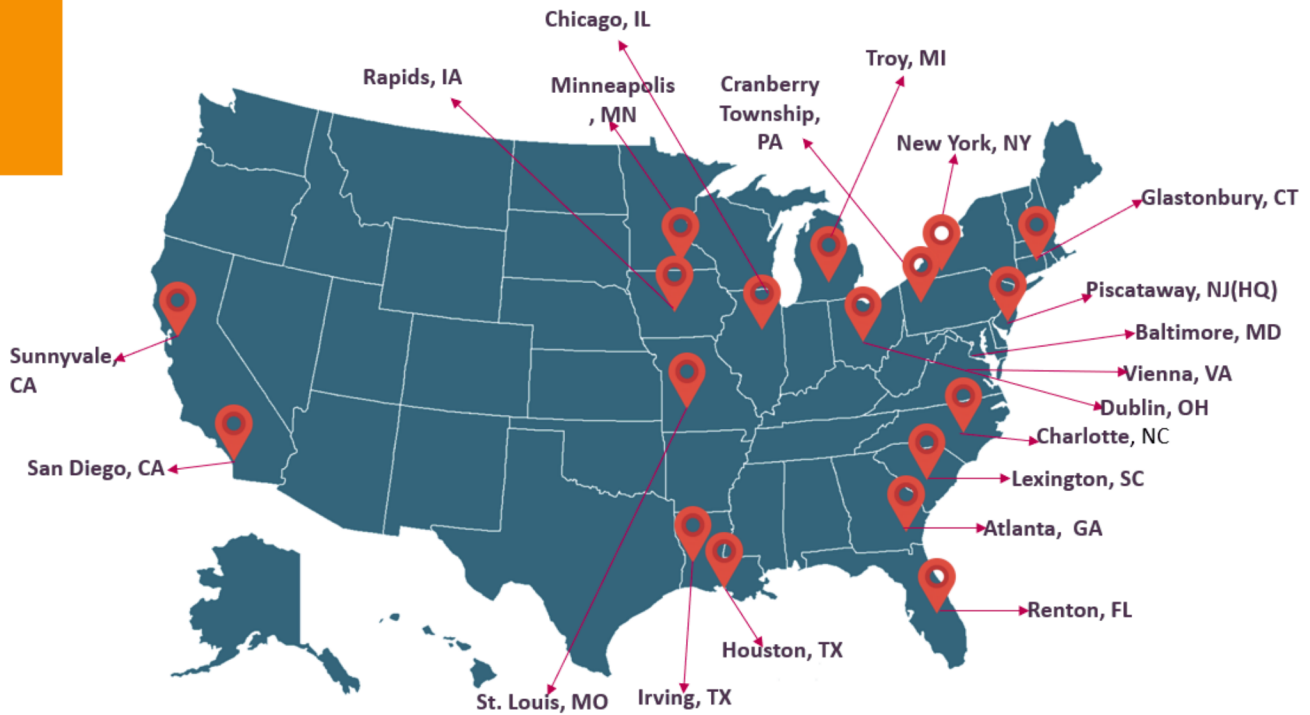 Chicago, IL
Troy, MI
Rapids, IA
Minneapolis
, MN
Cranberry
Township,
PA
New York, NY
Glastonbury, CT
Piscataway, NJ(HQ)
Baltimore, MD
Sunnyvale,
CA
Vienna, VA
Dublin, OH
Charlotte, NC
San Diego, CA
Lexington, SC
Atlanta,  GA
Renton, FL
Houston, TX
St. Louis, MO
Irving, TX